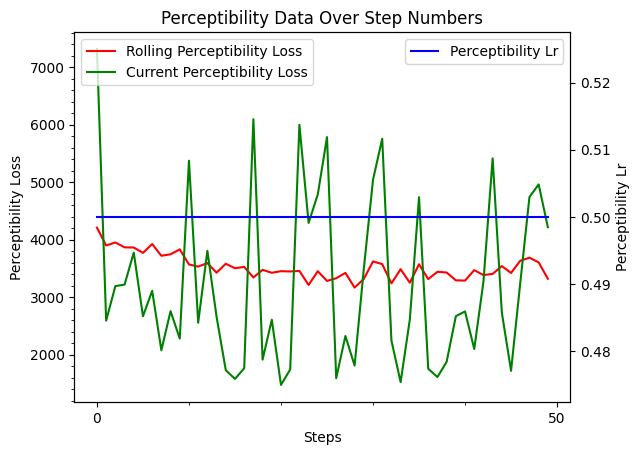 Perceptibility Data Over Step Numbers
Rolling Perceptibility Loss
Current Perceptibility Loss
Perceptibility Lr
7000
6000
5000
4000
3000
2000
Perceptibility Loss
0.52
0.51
0.50
0.49
0.48
Perceptibility Lr
0
50
Steps